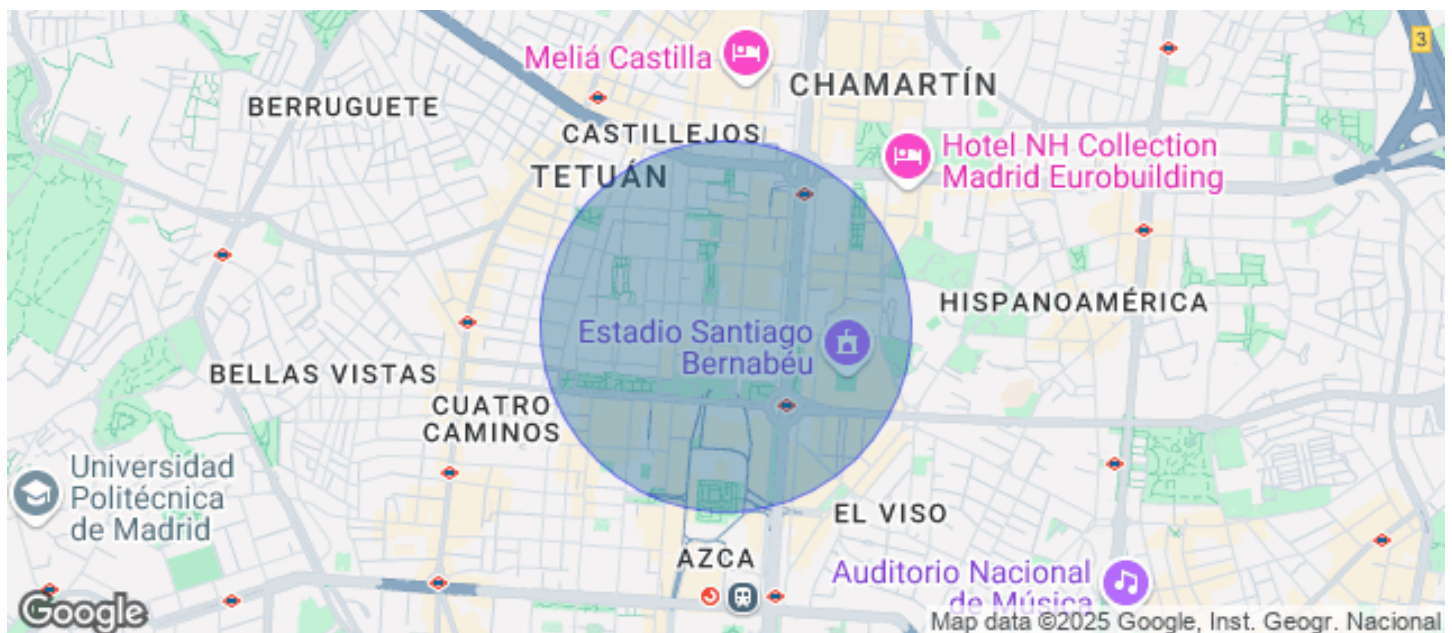 Meliá Castilla
CHAMARTÍN
3
BERRUGUETE
CASTILLEJOS
TETUÁN
Hotel NH Collection
Madrid Eurobuilding
HISPANOAMÉRICA
Estadio Santiago
Bernabéu
BELLAS VISTAS
CUATRO
CAMINOS
Universidad
Politécnica
de Madrid
EL VISO
AZCA
Auditorio Nacional
de Música
Google
Map data ©2025 Google, Inst. Geogr. Nacional